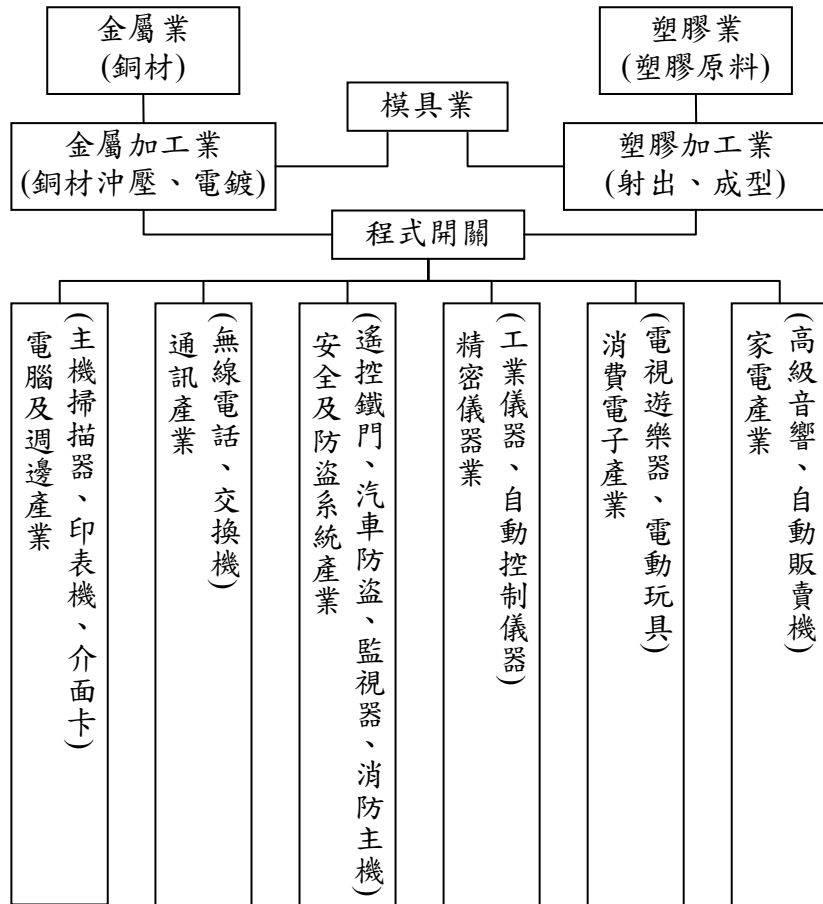 金屬業
(銅材)
塑膠業
(塑膠原料)
模具業
金屬加工業
(銅材沖壓、電鍍)
塑膠加工業
(射出、成型)
程式開關
(主機掃描器、印表機、介面卡)
電腦及週邊產業
(無線電話、交換機)
通訊產業
(遙控鐵門、汽車防盜、監視器、消防主機)
安全及防盜系統產業
(工業儀器、自動控制儀器)
精密儀器業
(電視遊樂器、電動玩具)
消費電子產業
(高級音響、自動販賣機)
家電產業